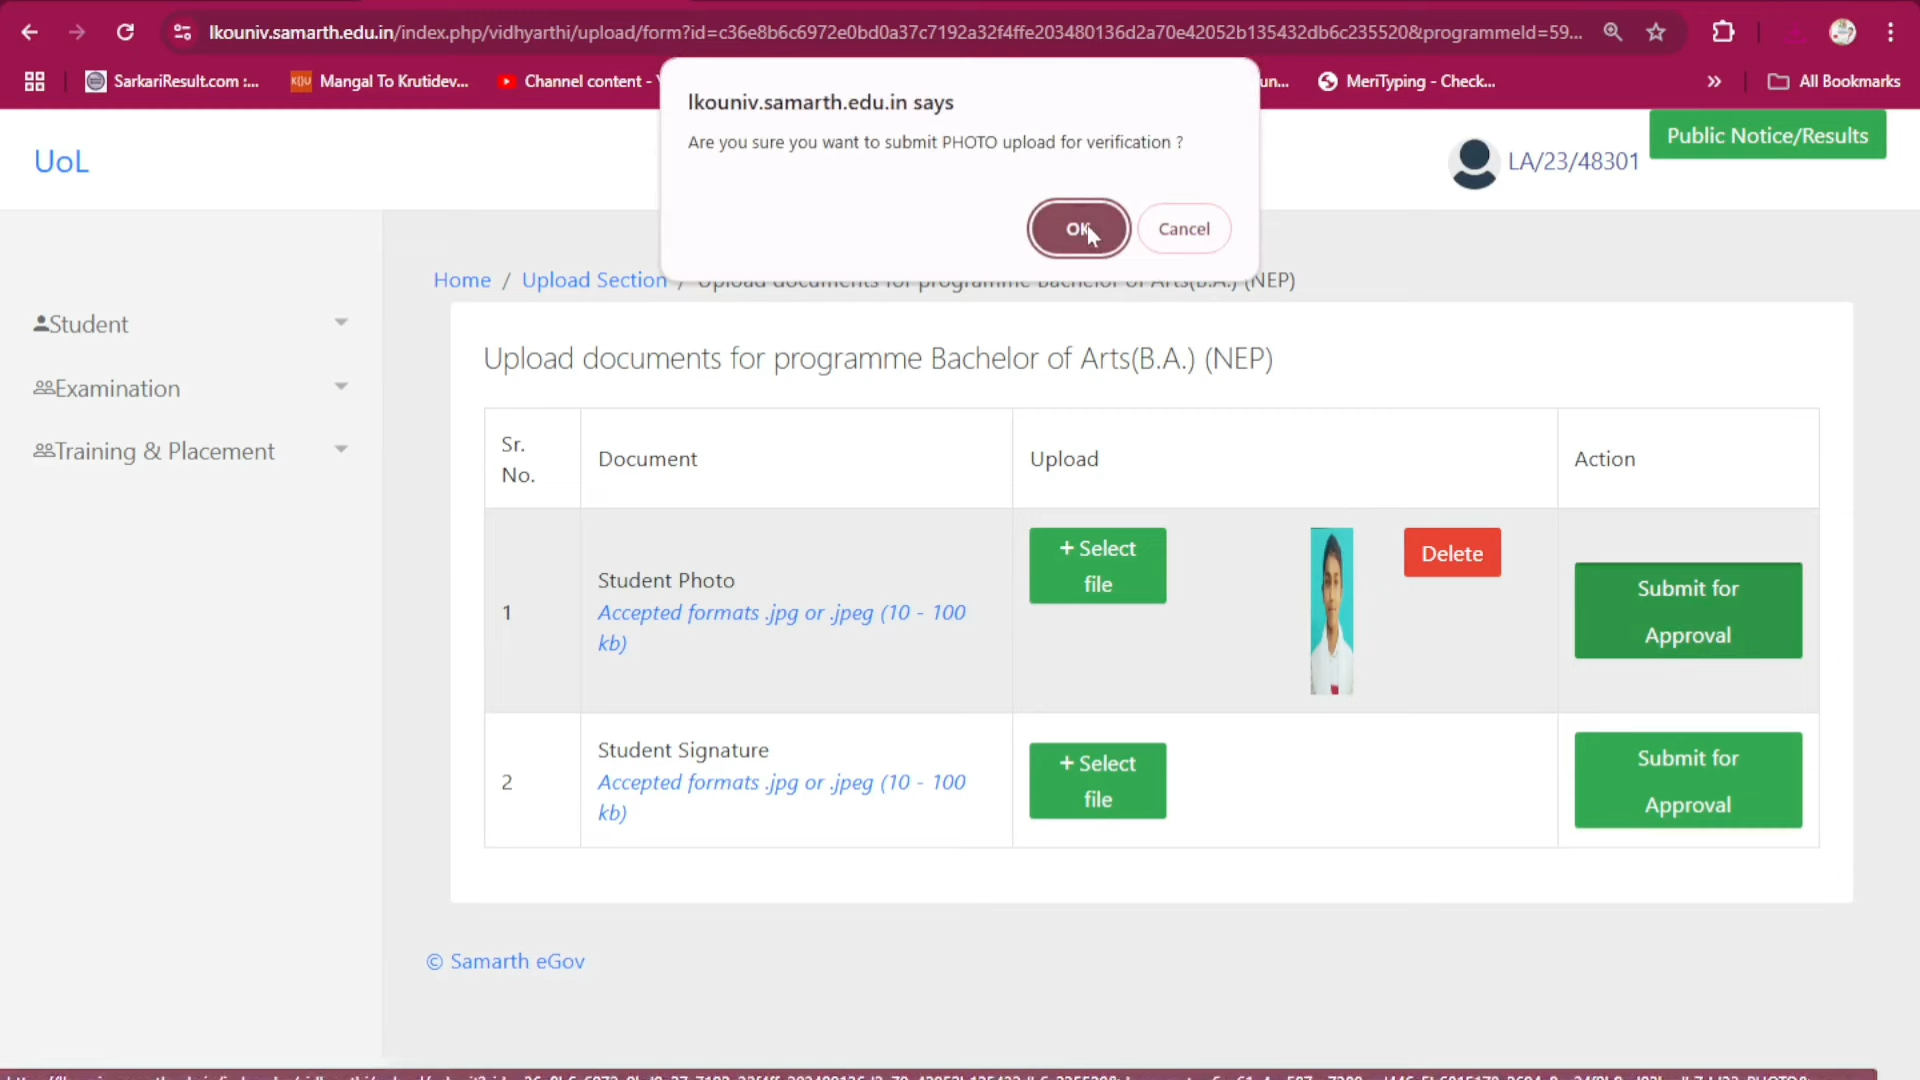 lkouniv.samarth.edu.in/index.php/vidhyarthi/upload/form?id=c36e8b6c6972e0bd0a37c7192a32f4ffe203480136d2a70e42052b135432db6c235520&programmeId=59...
SarkariResult.com :...
Mangal To Krutidev...
Channel content -
un...
MeriTyping - Check...
»
All Bookmarks
lkouniv.samarth.edu.in says
Are you sure you want to submit PHOTO upload for verification ?
OK
Cancel
UoL
LA/23/48301
Public Notice/Results
Home / Upload Section / Upload documents for programme Bachelor of Arts(B.A.) (NEP)
Student
Examination
Training & Placement
Upload documents for programme Bachelor of Arts(B.A.) (NEP)
Sr.
No.
Document
Upload
Action
1
Student Photo
Accepted formats .jpg or .jpeg (10 - 100
kb)
+ Select
file
Delete
Submit for
Approval
2
Student Signature
Accepted formats .jpg or .jpeg (10 - 100
kb)
+ Select
file
Submit for
Approval
© Samarth eGov